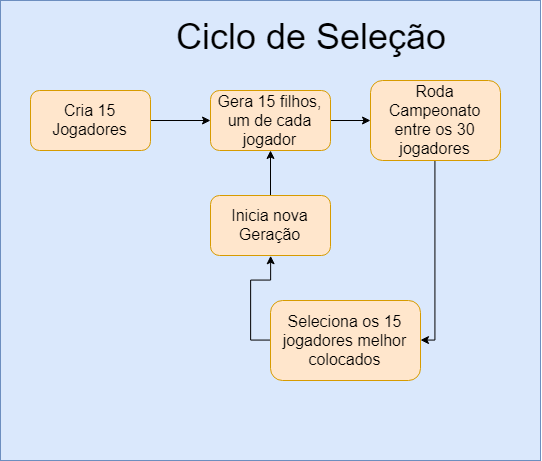 Ciclo de Seleção
Cria 15
Jogadores
Gera 15 filhos,
um de cada
jogador
Roda
Campeonato
entre os 30
jogadores
Inicia nova
Geração
Seleciona os 15
jogadores melhor
colocados